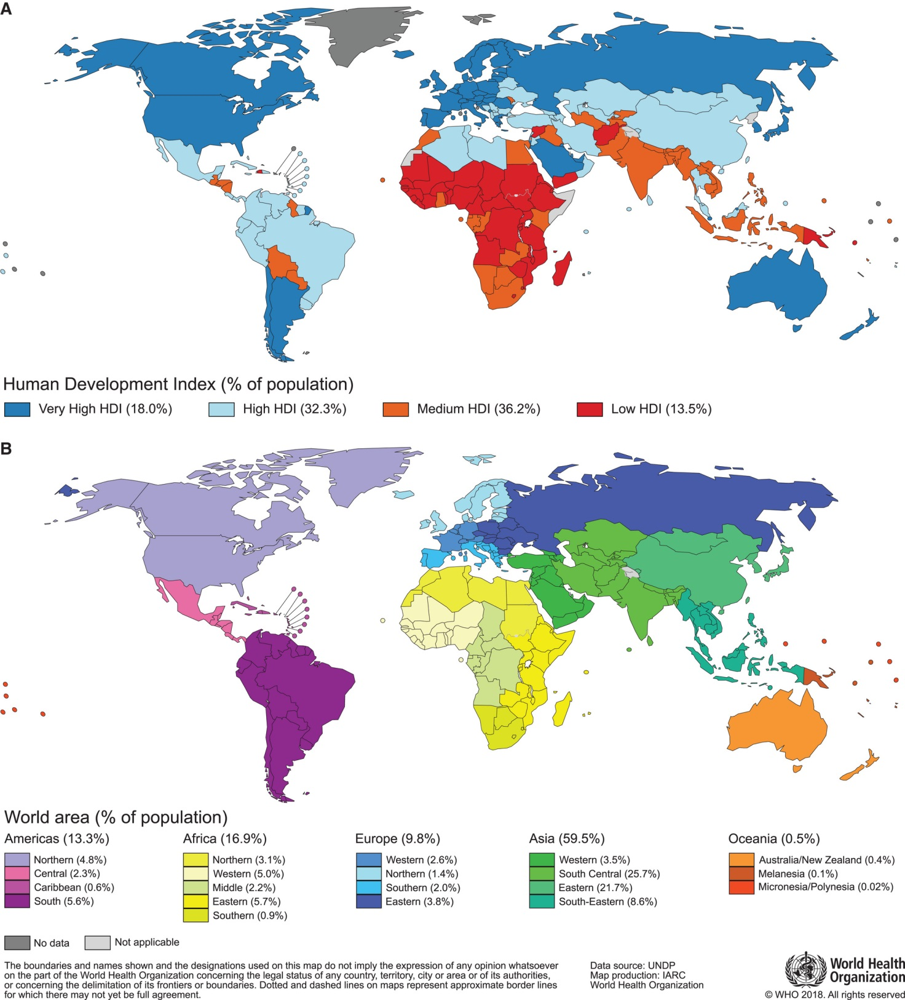 A
Human Development Index (% of population)
Very High HDI (18.0%)
High HDI (32.3%)
Medium HDI (36.2%)
Low HDI (13.5%)
B
World area (% of population)
Americas (13.3%)
Northern (4.8%)
Central (2.3%)
Caribbean (0.6%)
South (5.6%)
Africa (16.9%)
Northern (3.1%)
Western (5.0%)
Middle (2.2%)
Eastern (5.7%)
Southern (0.9%)
Europe (9.8%)
Western (2.6%)
Northern (1.4%)
Southern (2.0%)
Eastern (3.8%)
Asia (59.5%)
Western (3.5%)
South Central (25.7%)
Eastern (21.7%)
South-Eastern (8.6%)
Oceania (0.5%)
Australia/New Zealand (0.4%)
Melanesia (0.1%)
Micronesia/Polynesia (0.02%)
No data
Not applicable
The boundaries and names shown and the designations used on this map do not imply the expression of any opinion whatsoever
on the part of the World Health Organization concerning the legal status of any country, territory, city or area or of its authorities,
or concerning the delimitation of its frontiers or boundaries. Dotted and dashed lines on maps represent approximate border lines
for which there may not yet be full agreement.
Data source: UNDP
Map production: IARC
World Health Organization
World Health
Organization
© WHO 2018. All rights reserved